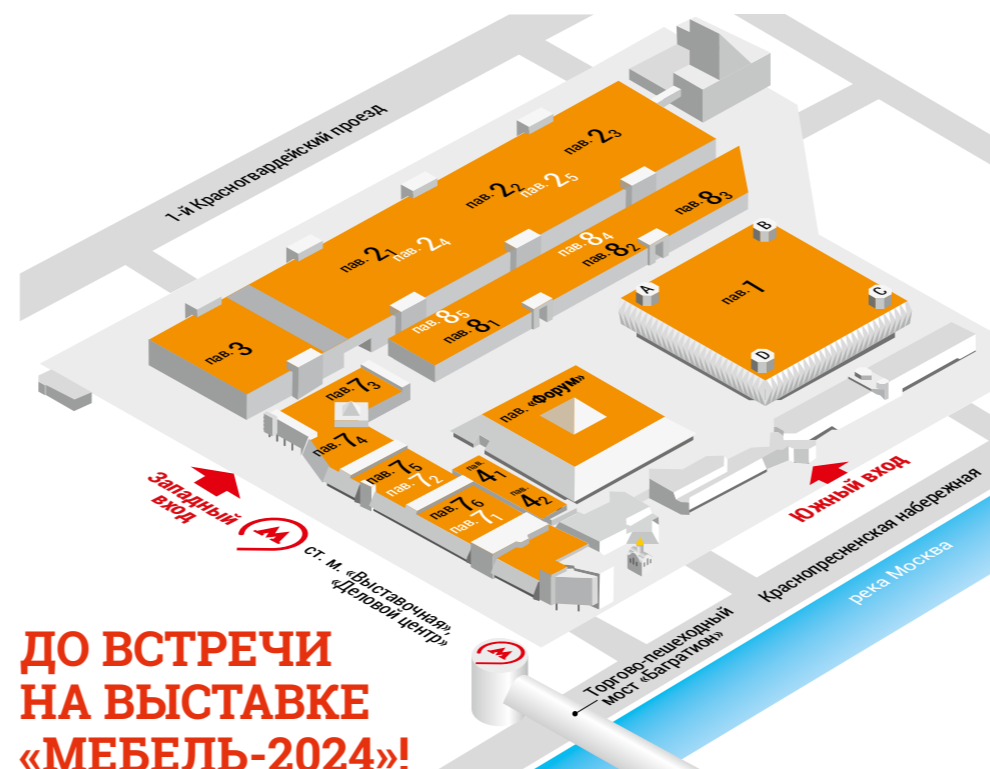 1-й Красногвардейский проезд
пав. 2₃
пав. 2₂
пав. 2₅
пав. 2₁
пав. 2₄
пав. 8₃
пав. 8₄
пав. 8₂
пав. 8₅
пав. 8₁
пав. 3
B
A
C
D
пав. 1
пав. 7₃
пав. «Форум»
пав. 7₄
пав. 7₅
пав. 7₂
пав. 4₁
пав. 4₂
пав. 7₆
пав. 7₁
Западный
вход
Южный вход
М
ст. м. «Выставочная»,
«Деловой центр»
Краснопресненская набережная
река Москва
М
Торгово-пешеходный
мост «Багратион»
ДО ВСТРЕЧИ
НА ВЫСТАВКЕ
«МЕБЕЛЬ-2024»!